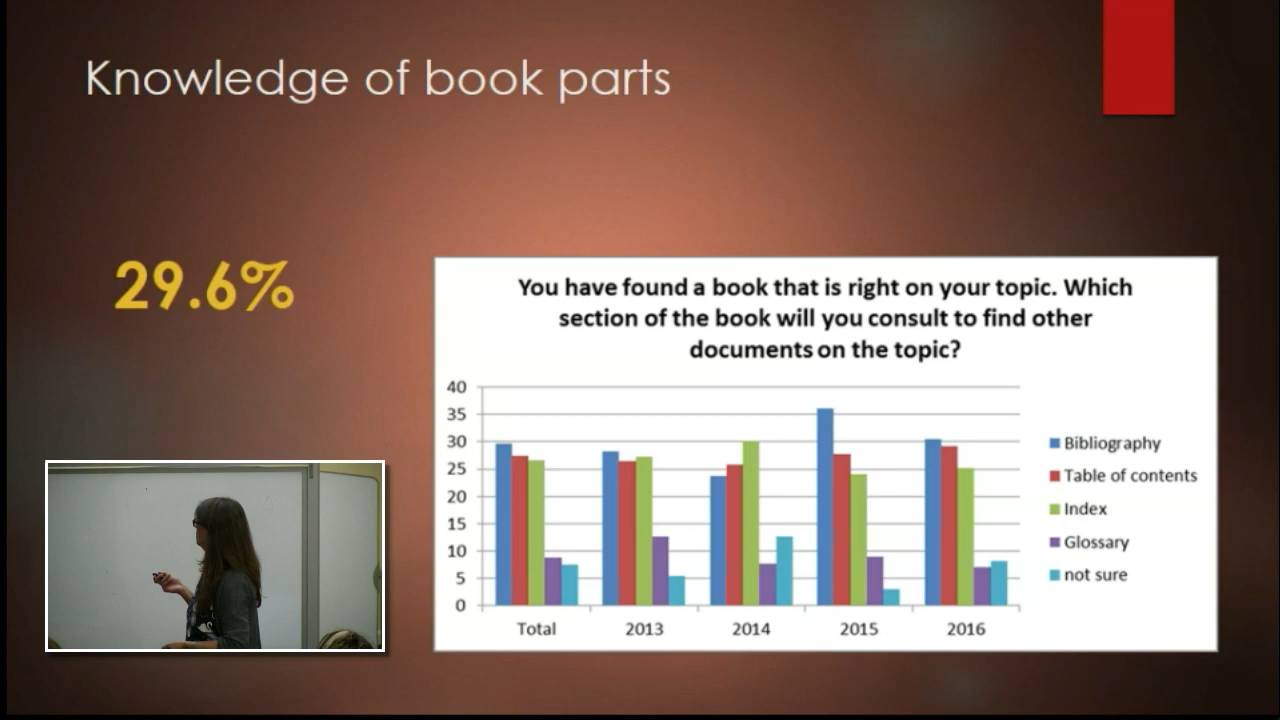 Knowledge of book parts
29.6%
You have found a book that is right on your topic. Which
section of the book will you consult to find other
documents on the topic?
40
35
30
25
20
15
10
5
0
Total 2013 2014 2015 2016
Bibliography
Table of contents
Index
Glossary
not sure